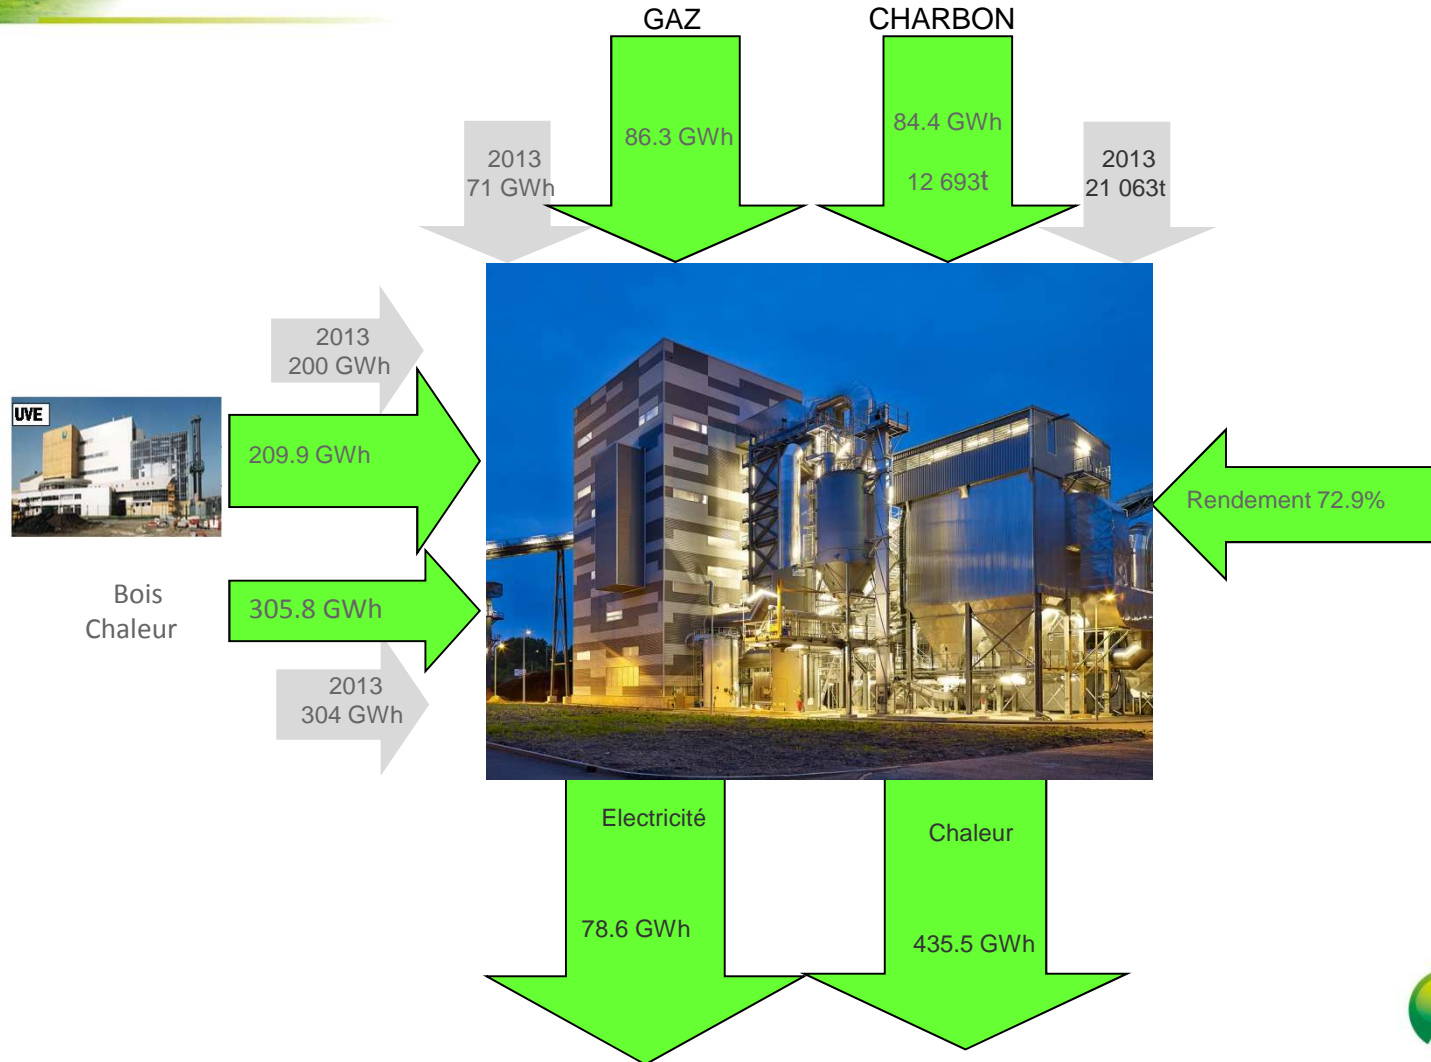 GAZ
CHARBON
86.3 GWh
84.4 GWh
12 693t
2013
71 GWh
2013
21 063t
2013
200 GWh
UVE
209.9 GWh
Rendement 72.9%
Bois
Chaleur
305.8 GWh
2013
304 GWh
Electricité
Chaleur
78.6 GWh
435.5 GWh